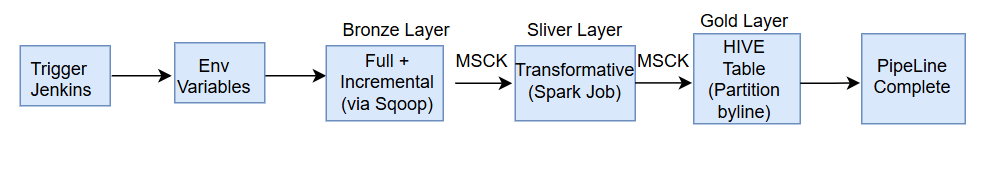 Bronze Layer
Sliver Layer
Gold Layer
Trigger
Jenkins
Env
Variables
Full +
Incremental
(via Sqoop)
MSCK
Transformative
(Spark Job)
MSCK
HIVE
Table
(Partition
byline)
PipeLine
Complete